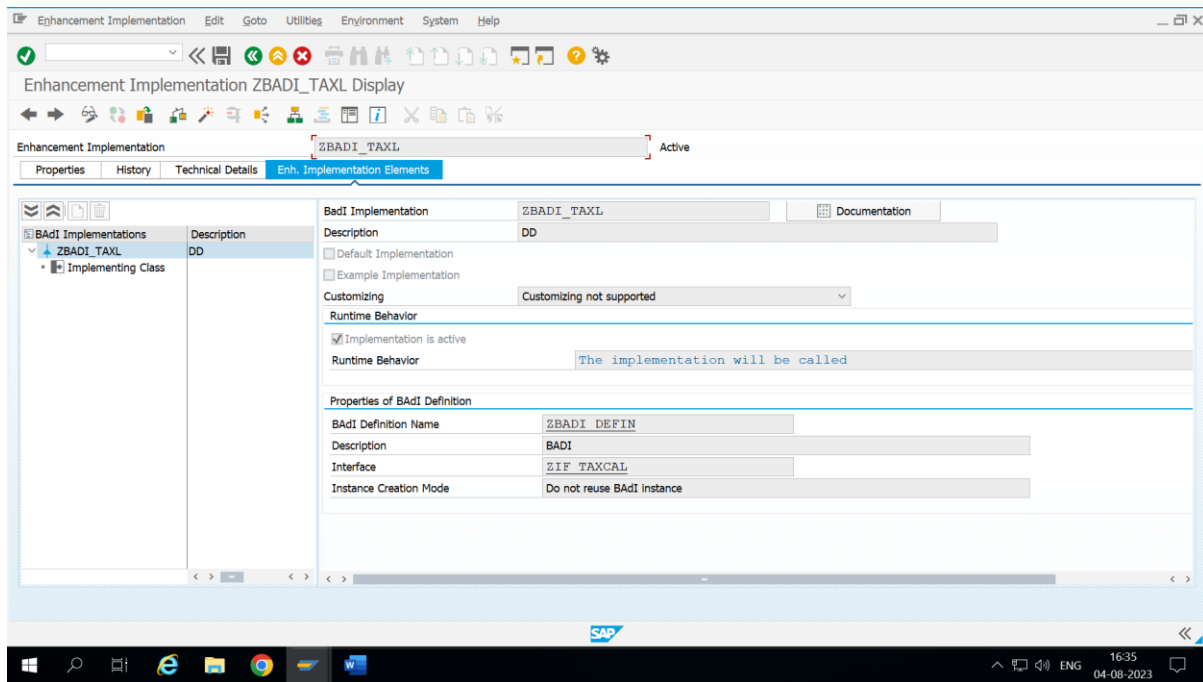 Enhancement Implementation Edit Goto Utilities Environment System Help
Enhancement Implementation ZBADI_TAXL Display
Enhancement Implementation ZBADI_TAXL Active
Properties History Technical Details Enh. Implementation Elements
BAdI Implementations Description
ZBADI_TAXL DD
Implementing Class
BadI Implementation ZBADI_TAXL Documentation
Description DD
Default Implementation
Example Implementation
Customizing Customizing not supported
Runtime Behavior
Implementation is active
Runtime Behavior The implementation will be called
Properties of BAdI Definition
BAdI Definition Name ZBADI_DEFIN
Description BADI
Interface ZIF_TAXCAL
Instance Creation Mode Do not reuse BAdI instance
SAP
ENG 16:35
04-08-2023